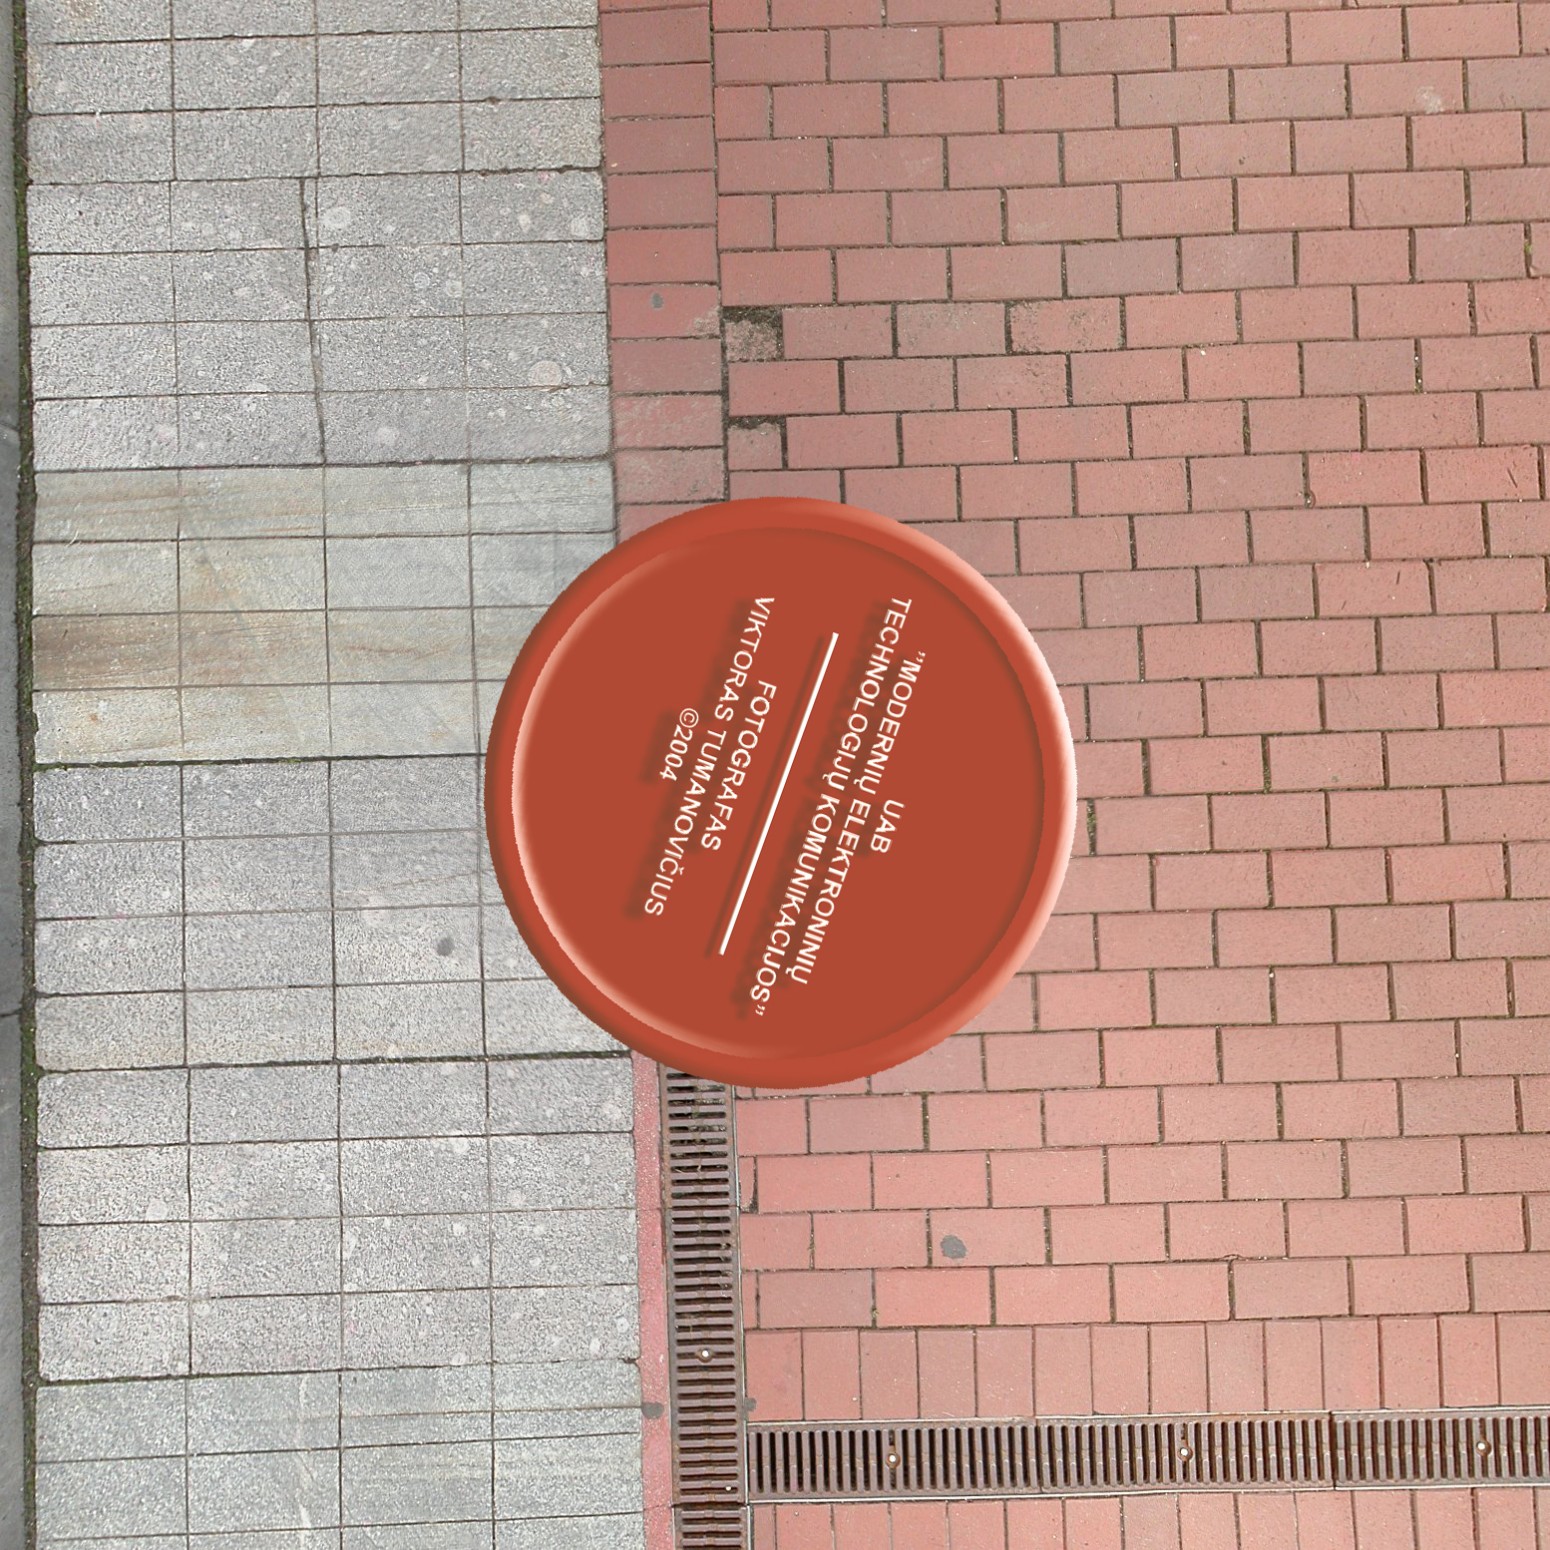 UAB
"MODERNIŲ ELEKTRONINIŲ
TECHNOLOGIJŲ KOMUNIKACIJOS"
FOTOGRAFAS
VIKTORAS TUMANOVIČIUS
©2004